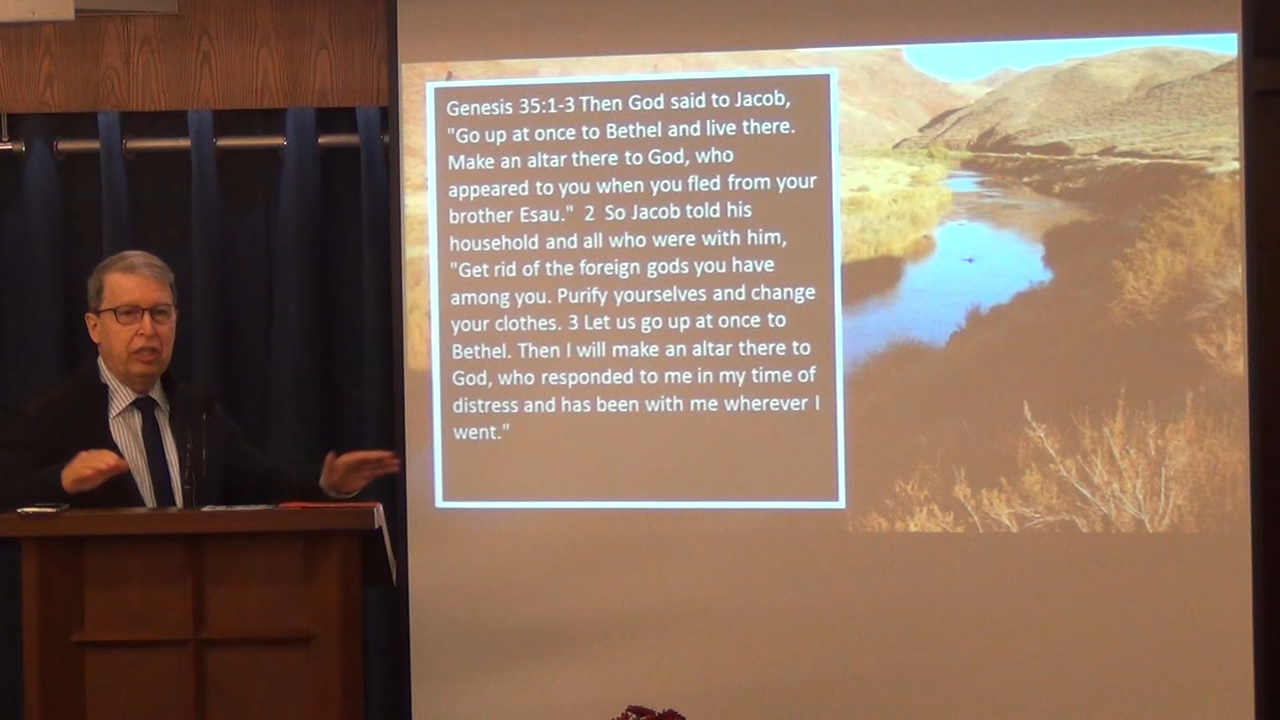 Genesis 35:1-3 Then God said to Jacob,
"Go up at once to Bethel and live there.
Make an altar there to God, who
appeared to you when you fled from your
brother Esau." 2 So Jacob told his
household and all who were with him,
"Get rid of the foreign gods you have
among you. Purify yourselves and change
your clothes. 3 Let us go up at once to
Bethel. Then I will make an altar there to
God, who responded to me in my time of
distress and has been with me wherever I
went."